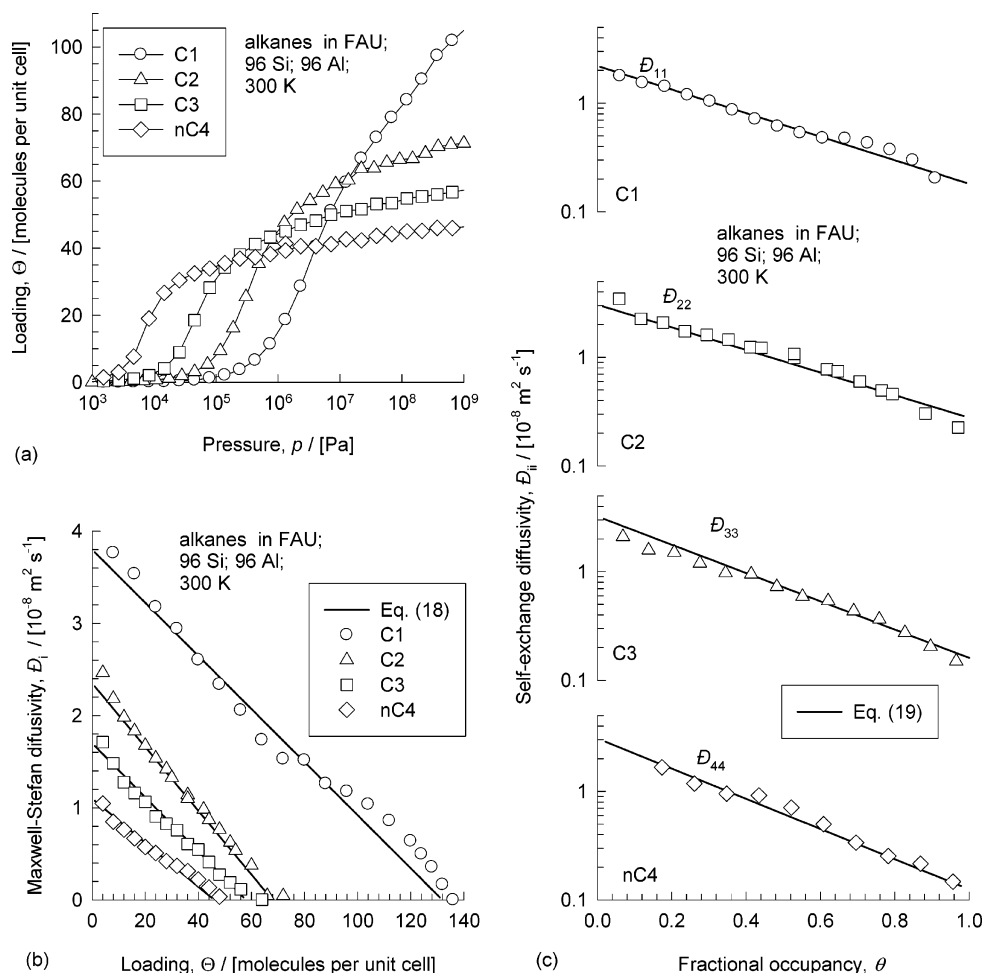 100
80
60
40
20
0
10³
10⁴
10⁵
10⁶
10⁷
10⁸
10⁹
Loading, Θ / [molecules per unit cell]
Pressure, p / [Pa]
C1
C2
C3
nC4
alkanes in FAU;
96 Si; 96 Al;
300 K
(a)
4
3
2
1
0
0
20
40
60
80
100
120
140
Maxwell-Stefan difusivity, Đi / [10⁻⁸ m² s⁻¹]
Loading, Θ / [molecules per unit cell]
alkanes in FAU;
96 Si; 96 Al;
300 K
Eq. (18)
C1
C2
C3
nC4
(b)
Self-exchange diffusivity, Đii / [10⁻⁸ m² s⁻¹]
Đ11
1
0.1
C1
alkanes in FAU;
96 Si; 96 Al;
300 K
Đ22
1
0.1
C2
Đ33
1
0.1
C3
Eq. (19)
Đ44
1
0.1
nC4
0.0
0.2
0.4
0.6
0.8
1.0
(c)
Fractional occupancy, θ